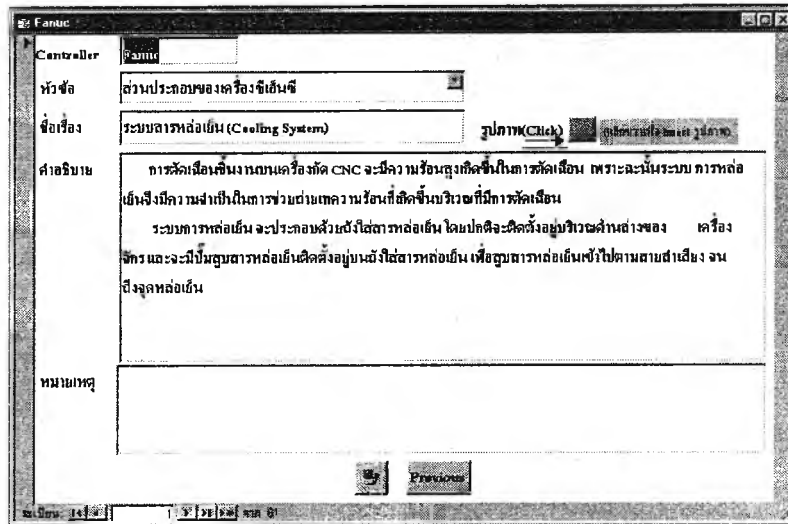 Fanuc
Controller Fanuc
หัวข้อ ส่วนประกอบของเครื่องซีเอ็นซี
ชื่อเรื่อง ระบบสารหล่อเย็น (Cooling System) รูปภาพ(Click)
คำอธิบาย การตัดเฉือนชิ้นงานบนเครื่องกัด CNC จะมีความร้อนสูงเกิดขึ้นในการตัดเฉือน เพราะฉะนั้นระบบ การหล่อ
เย็นจึงมีความจำเป็นในการช่วยถ่ายเทความร้อนที่เกิดขึ้นบริเวณที่มีการตัดเฉือน
ระบบการหล่อเย็น จะประกอบด้วยถังใส่สารหล่อเย็น โดยปกติจะติดตั้งอยู่บริเวณด้านล่างของ เครื่อง
จักร และจะมีปั๊มสูบสารหล่อเย็นติดตั้งอยู่บนถังใส่สารหล่อเย็น เพื่อสูบสารหล่อเย็นเข้าไปตามสายลำเลียง จน
ถึงจุดหล่อเย็น
หมายเหตุ
Previous
ระเบียน: 1 จาก 61